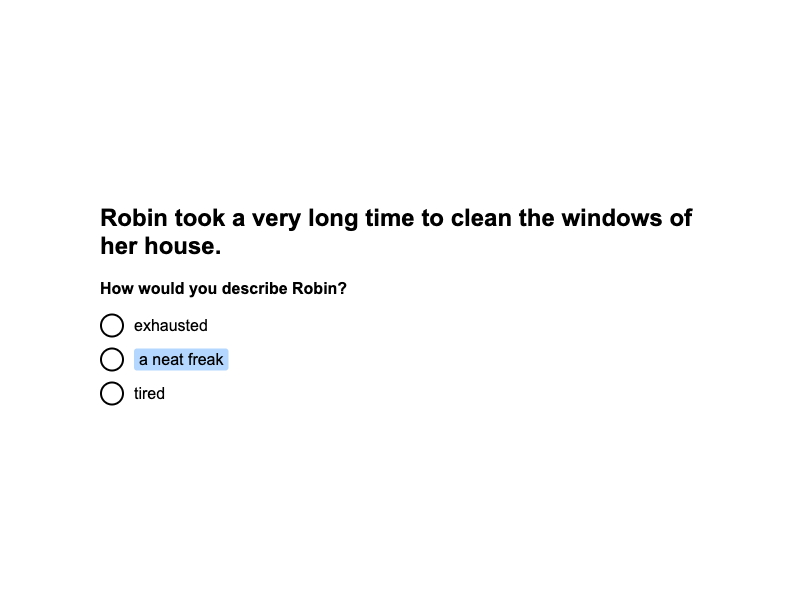 Robin took a very long time to clean the windows of
her house.
How would you describe Robin?
exhausted
a neat freak
tired